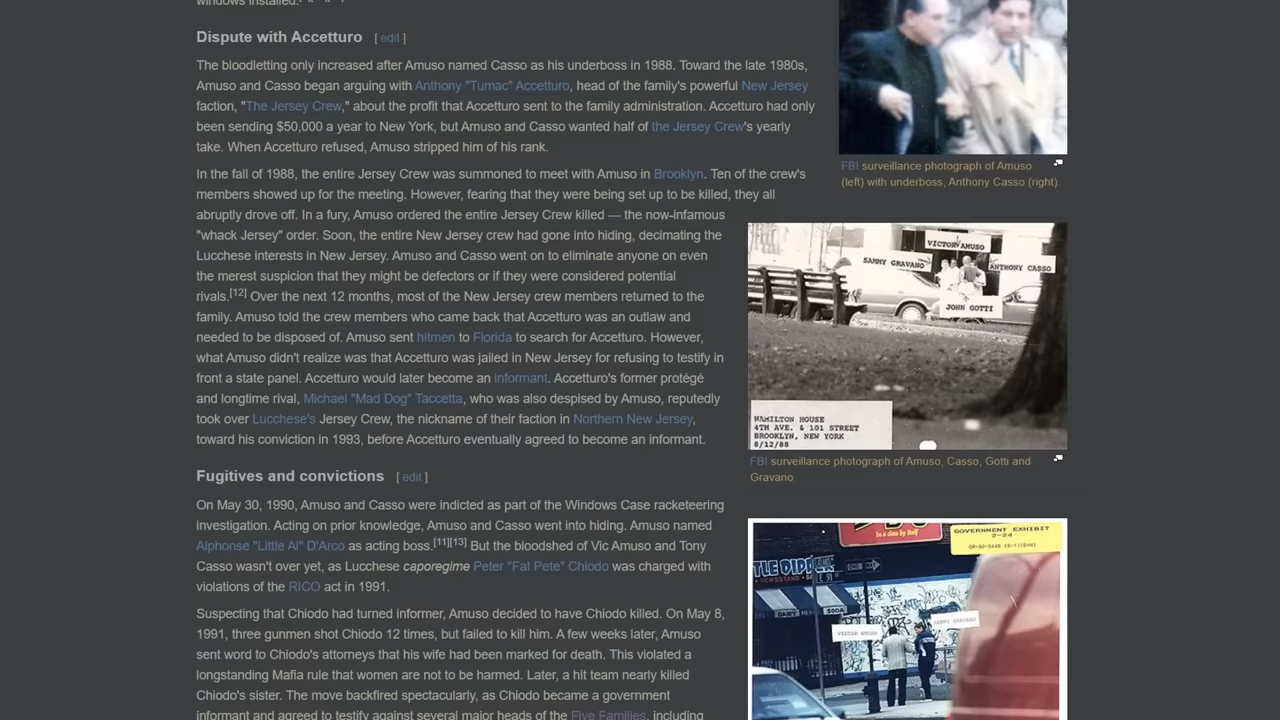 windows installed.
Dispute with Accetturo [ edit ]
The bloodletting only increased after Amuso named Casso as his underboss in 1988. Toward the late 1980s,
Amuso and Casso began arguing with Anthony "Tumac" Accetturo, head of the family's powerful New Jersey
faction, "The Jersey Crew," about the profit that Accetturo sent to the family administration. Accetturo had only
been sending $50,000 a year to New York, but Amuso and Casso wanted half of the Jersey Crew's yearly
take. When Accetturo refused, Amuso stripped him of his rank.
In the fall of 1988, the entire Jersey Crew was summoned to meet with Amuso in Brooklyn. Ten of the crew's
members showed up for the meeting. However, fearing that they were being set up to be killed, they all
abruptly drove off. In a fury, Amuso ordered the entire Jersey Crew killed — the now-infamous
"whack Jersey" order. Soon, the entire New Jersey crew had gone into hiding, decimating the
Lucchese's arm in New Jersey. Amuso and Casso went on to eliminate anyone on even
the merest suspicion that they might be defectors or if they were considered potential
rivals.[12] Over the next 12 months, most of the New Jersey crew members returned to the
family. Amuso told the crew members who came back that Accetturo was an outlaw and
needed to be disposed of. Amuso sent hitmen to Florida to search for Accetturo. However,
what Amuso didn't realize was that Accetturo was jailed in New Jersey for refusing to testify in
front a state panel. Accetturo would later become an informant. Accetturo's former protégé
and longtime rival, Michael "Mad Dog" Taccetta, who was also despised by Amuso, reputedly
took over Lucchese's Jersey Crew, the nickname of their faction in Northern New Jersey,
toward his conviction in 1993, before Accetturo eventually agreed to become an informant.
Fugitives and convictions [ edit ]
On May 30, 1990, Amuso and Casso were indicted as part of the Windows Case racketeering
investigation. Acting on prior knowledge, Amuso and Casso went into hiding. Amuso named
Alphonse "Little Al" D'Arco as acting boss.[11][13] But the bloodshed of Vic Amuso and Tony
Casso wasn't over yet, as Lucchese caporegime Peter "Fat Pete" Chiodo was charged with
violations of the RICO act in 1991.
Suspecting that Chiodo had turned informer, Amuso decided to have Chiodo killed. On May 8,
1991, three gunmen shot Chiodo 12 times, but failed to kill him. A few weeks later, Amuso
sent word to Chiodo's attorneys that his wife had been marked for death. This violated a
longstanding Mafia rule that women are not to be harmed. Later, a hit team nearly killed
Chiodo's sister. The move backfired spectacularly, as Chiodo became a government
informant and agreed to testify against several major heads of the Five Families, including
FBI surveillance photograph of Amuso
(left) with underboss, Anthony Casso (right).
VICTOR AMUSO
SAMMY GRAVANO
ANTHONY CASSO
JOHN GOTTI
HAMILTON HOUSE
4TH AVE. & 101 STREET
BROOKLYN, NEW YORK
8/12/88
FBI surveillance photograph of Amuso, Casso, Gotti and
Gravano
In a class by itself
GOVERNMENT EXHIBIT
2-24
TLE DIPPER
NEWSSTAND
ONE WAY
E 91
DAIRY
SODA
VICTOR AMUSO
SAMMY GRAVANO